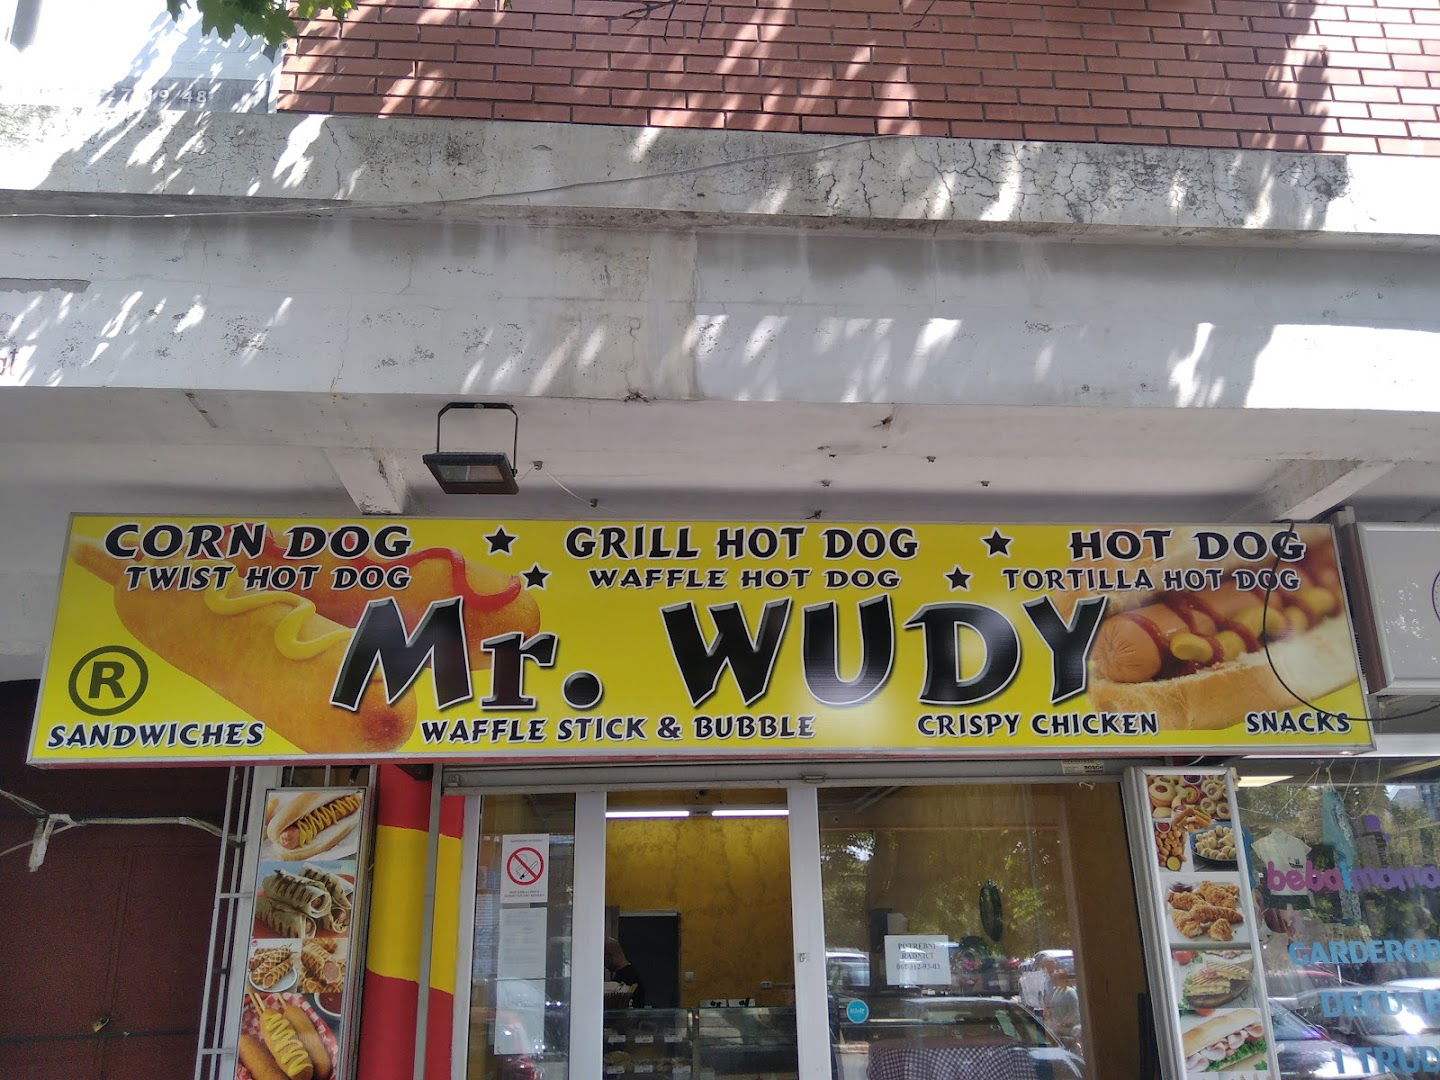 CORN DOG ★ GRILL HOT DOG ★ HOT DOG
TWIST HOT DOG ★ WAFFLE HOT DOG ★ TORTILLA HOT DOG
Mr. WUDY
®
SANDWICHES WAFFLE STICK & BUBBLE CRISPY CHICKEN SNACKS
POTREBNI
RADNICI
beba mama
GARDEROB
I TRUD